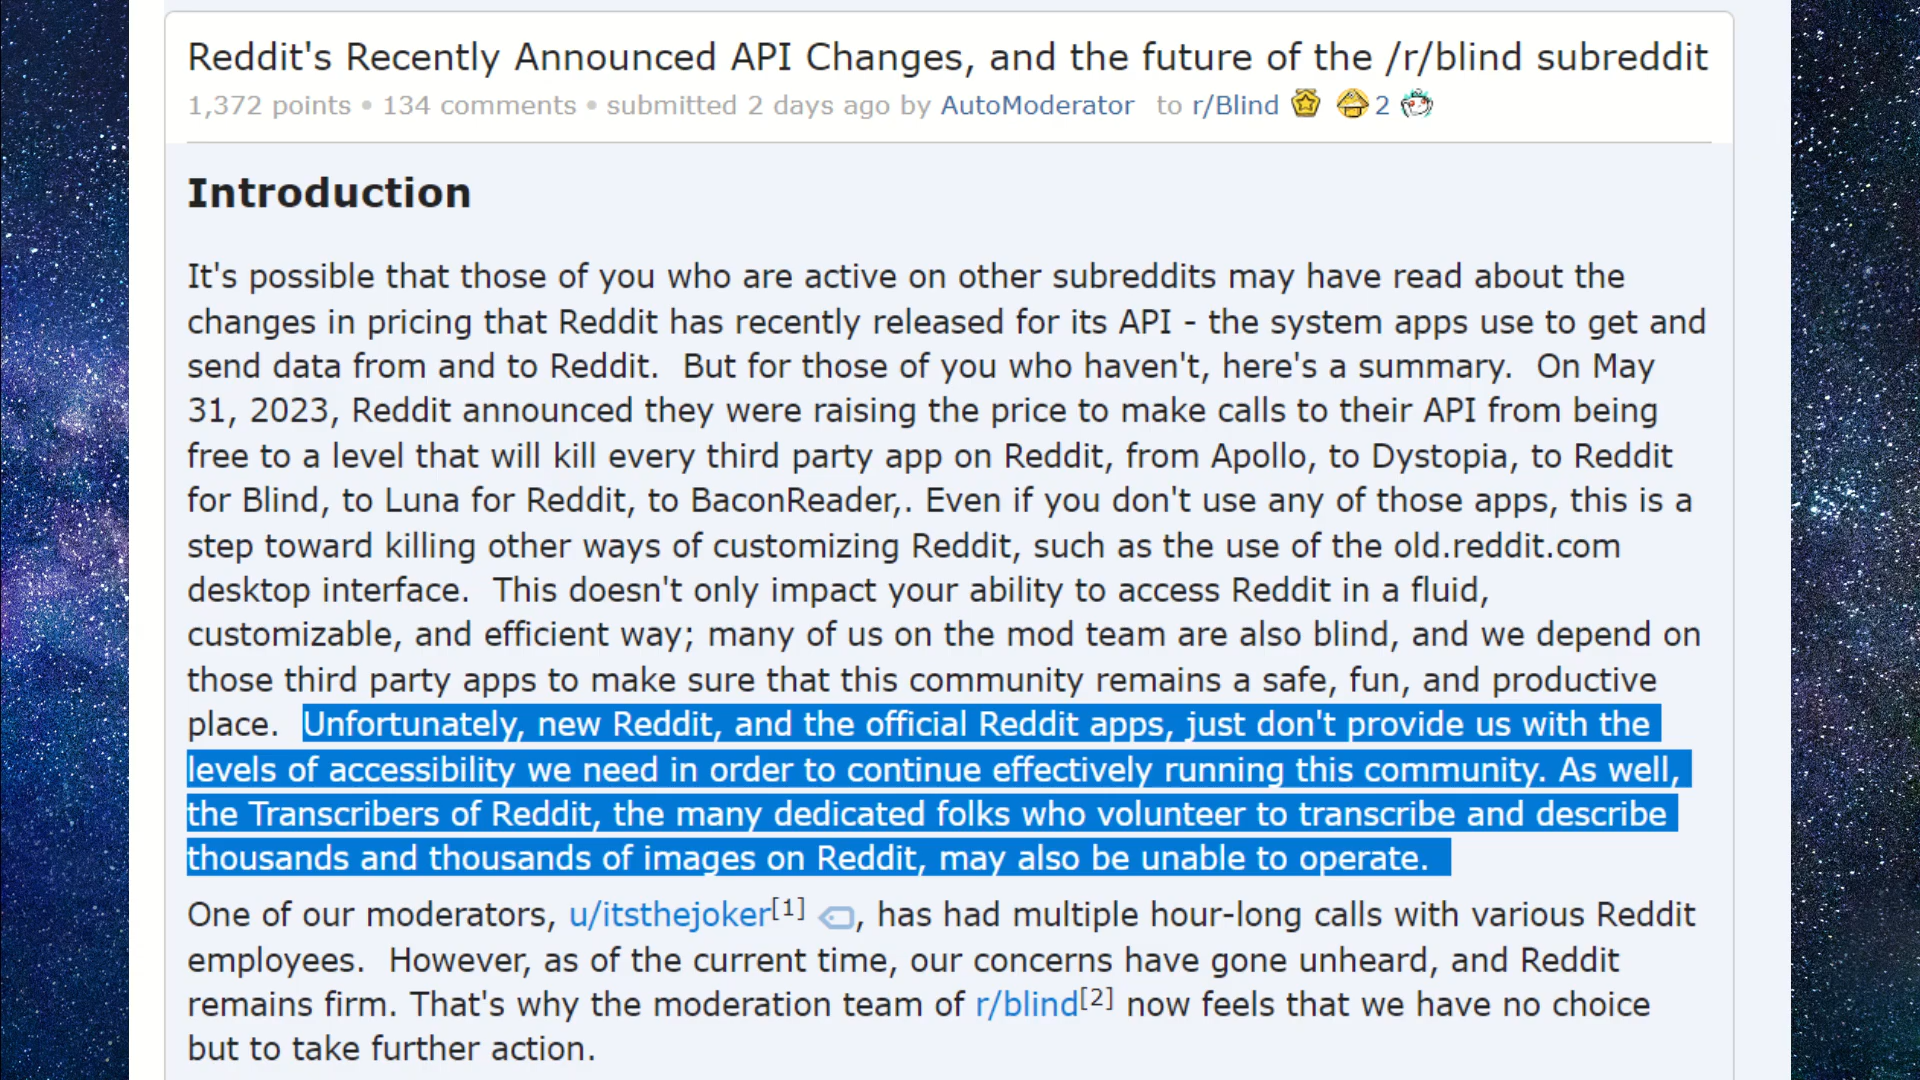 Reddit's Recently Announced API Changes, and the future of the /r/blind subreddit
1,372 points • 134 comments • submitted 2 days ago by AutoModerator to r/Blind 2
Introduction
It's possible that those of you who are active on other subreddits may have read about the
changes in pricing that Reddit has recently released for its API - the system apps use to get and
send data from and to Reddit.  But for those of you who haven't, here's a summary.  On May
31, 2023, Reddit announced they were raising the price to make calls to their API from being
free to a level that will kill every third party app on Reddit, from Apollo, to Dystopia, to Reddit
for Blind, to Luna for Reddit, to BaconReader,. Even if you don't use any of those apps, this is a
step toward killing other ways of customizing Reddit, such as the use of the old.reddit.com
desktop interface.  This doesn't only impact your ability to access Reddit in a fluid,
customizable, and efficient way; many of us on the mod team are also blind, and we depend on
those third party apps to make sure that this community remains a safe, fun, and productive
place.  Unfortunately, new Reddit, and the official Reddit apps, just don't provide us with the
levels of accessibility we need in order to continue effectively running this community. As well,
the Transcribers of Reddit, the many dedicated folks who volunteer to transcribe and describe
thousands and thousands of images on Reddit, may also be unable to operate.
One of our moderators, u/itsthejoker[1] , has had multiple hour-long calls with various Reddit
employees.  However, as of the current time, our concerns have gone unheard, and Reddit
remains firm. That's why the moderation team of r/blind[2] now feels that we have no choice
but to take further action.